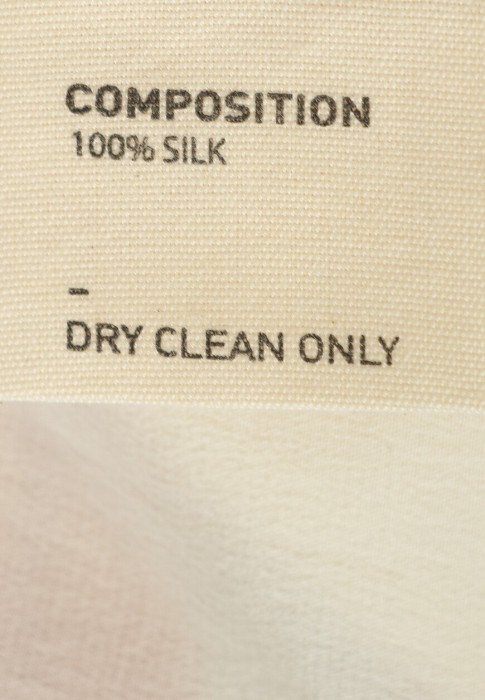 COMPOSITION
100% SILK
–
DRY CLEAN ONLY